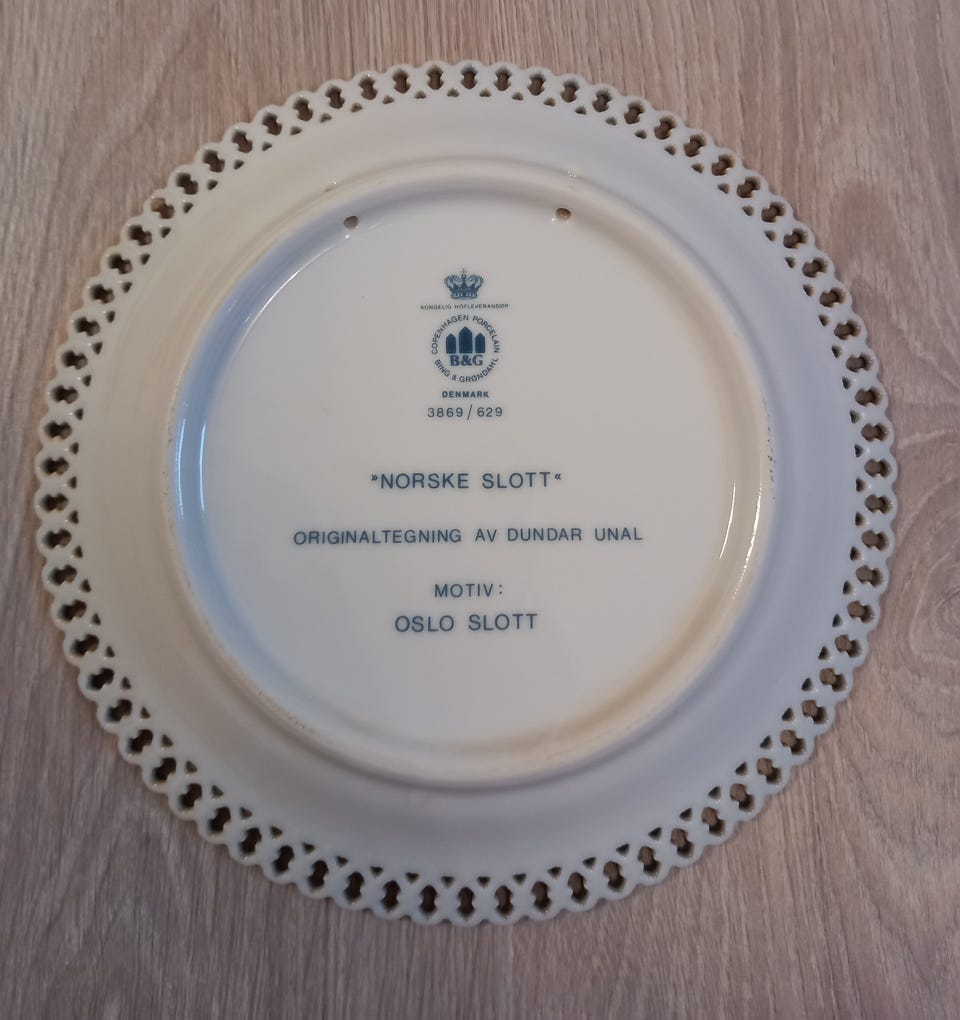 KONGELIG HOFLEVERANDØR
COPENHAGEN PORCELAIN
B&G
BING & GRØNDAHL
DENMARK
3869/629
»NORSKE SLOTT«
ORIGINALTEGNING AV DUNDAR UNAL
MOTIV:
OSLO SLOTT